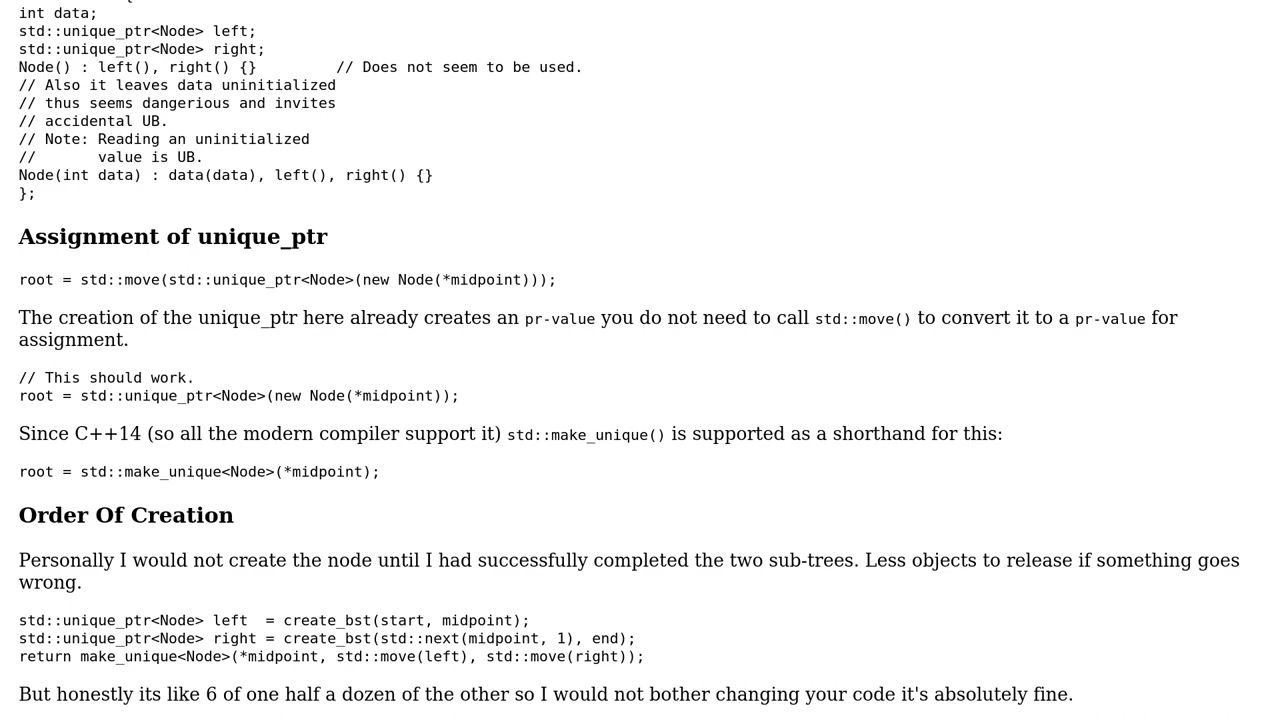 int data;
std::unique_ptr<Node> left;
std::unique_ptr<Node> right;
Node() : left(), right() {}         // Does not seem to be used.
// Also it leaves data uninitialized
// thus seems dangerious and invites
// accidental UB.
// Note: Reading an uninitialized
//       value is UB.
Node(int data) : data(data), left(), right() {}
};
Assignment of unique_ptr
root = std::move(std::unique_ptr<Node>(new Node(*midpoint)));
The creation of the unique_ptr here already creates an pr-value you do not need to call std::move() to convert it to a pr-value for
assignment.
// This should work.
root = std::unique_ptr<Node>(new Node(*midpoint));
Since C++14 (so all the modern compiler support it) std::make_unique() is supported as a shorthand for this:
root = std::make_unique<Node>(*midpoint);
Order Of Creation
Personally I would not create the node until I had successfully completed the two sub-trees. Less objects to release if something goes
wrong.
std::unique_ptr<Node> left  = create_bst(start, midpoint);
std::unique_ptr<Node> right = create_bst(std::next(midpoint, 1), end);
return make_unique<Node>(*midpoint, std::move(left), std::move(right));
But honestly its like 6 of one half a dozen of the other so I would not bother changing your code it's absolutely fine.